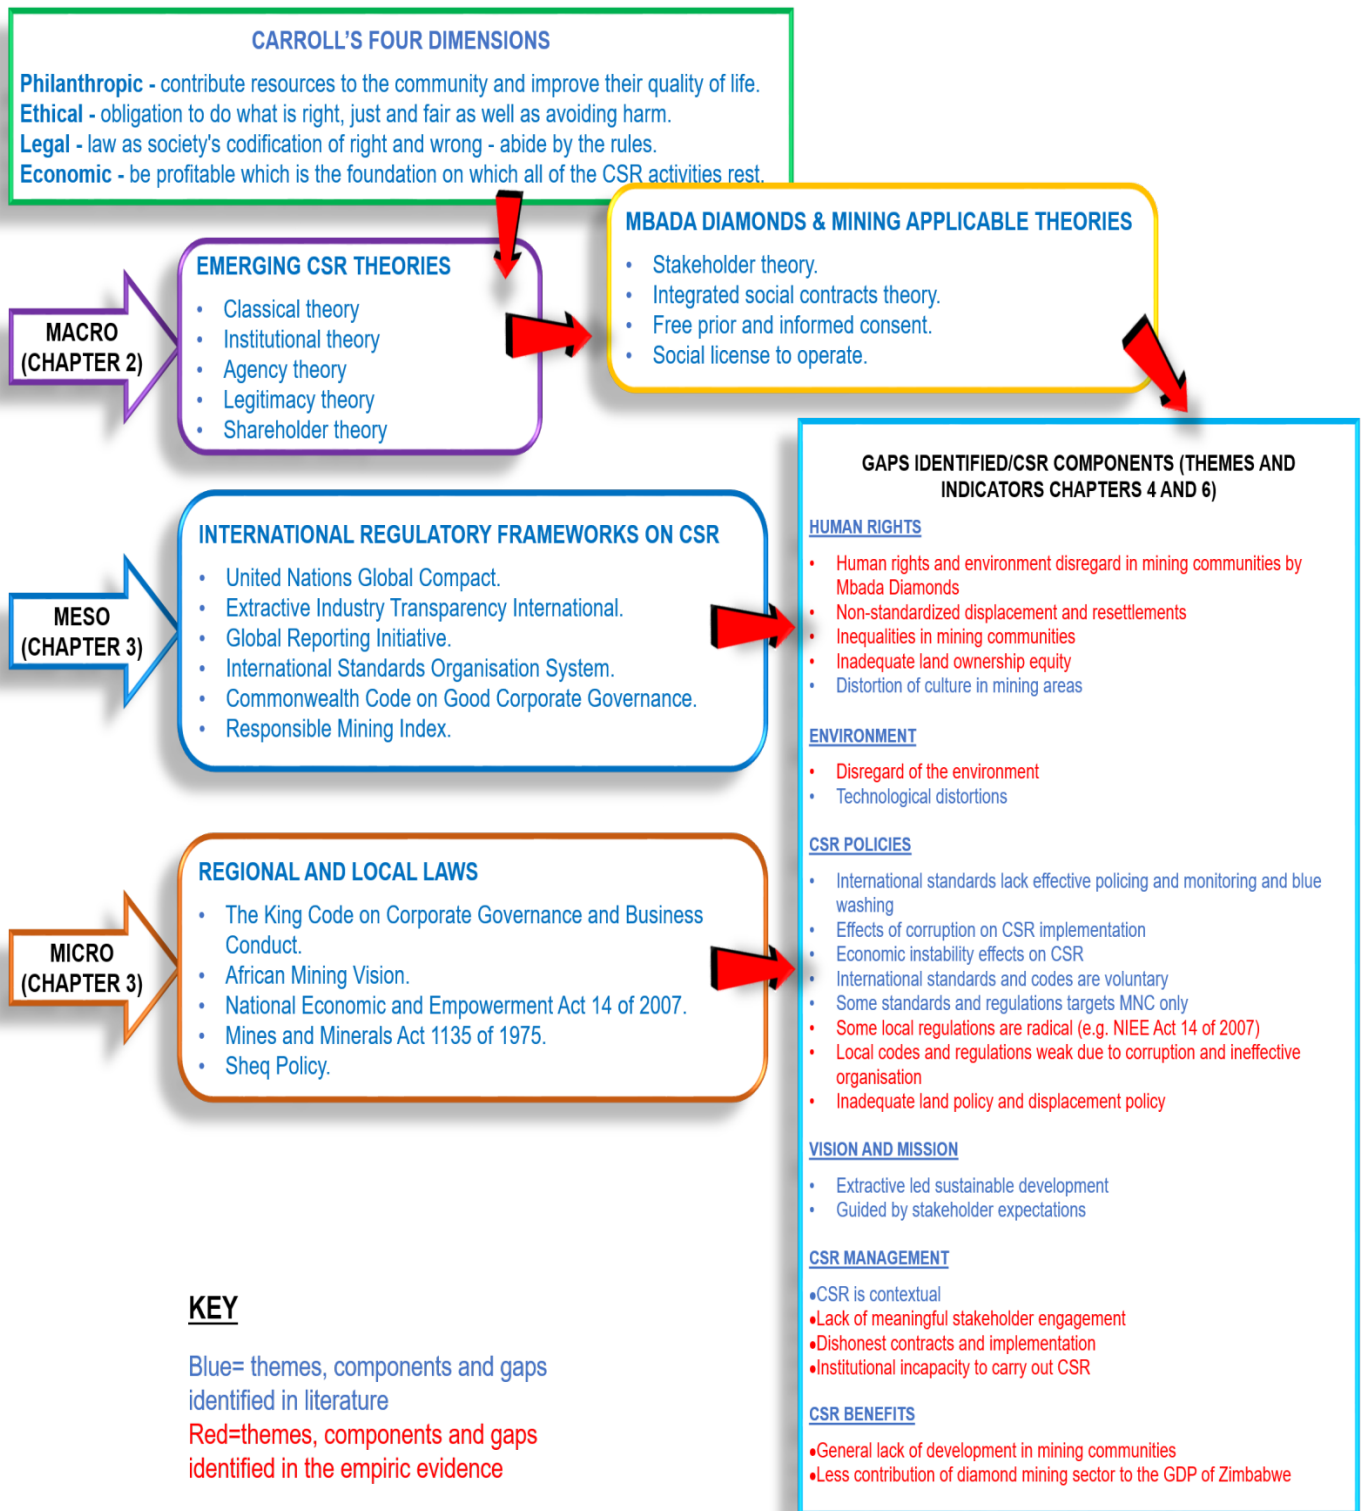 CARROLL'S FOUR DIMENSIONS
Philanthropic - contribute resources to the community and improve their quality of life.
Ethical - obligation to do what is right, just and fair as well as avoiding harm.
Legal - law as society's codification of right and wrong - abide by the rules.
Economic - be profitable which is the foundation on which all of the CSR activities rest.
MACRO
(CHAPTER 2)
EMERGING CSR THEORIES
• Classical theory
• Institutional theory
• Agency theory
• Legitimacy theory
• Shareholder theory
MBADA DIAMONDS & MINING APPLICABLE THEORIES
• Stakeholder theory.
• Integrated social contracts theory.
• Free prior and informed consent.
• Social license to operate.
MESO
(CHAPTER 3)
INTERNATIONAL REGULATORY FRAMEWORKS ON CSR
• United Nations Global Compact.
• Extractive Industry Transparency International.
• Global Reporting Initiative.
• International Standards Organisation System.
• Commonwealth Code on Good Corporate Governance.
• Responsible Mining Index.
MICRO
(CHAPTER 3)
REGIONAL AND LOCAL LAWS
• The King Code on Corporate Governance and Business
Conduct.
• African Mining Vision.
• National Economic and Empowerment Act 14 of 2007.
• Mines and Minerals Act 1135 of 1975.
• Sheq Policy.
GAPS IDENTIFIED/CSR COMPONENTS (THEMES AND
INDICATORS CHAPTERS 4 AND 6)
HUMAN RIGHTS
• Human rights and environment disregard in mining communities by
Mbada Diamonds
• Non-standardized displacement and resettlements
• Inequalities in mining communities
• Inadequate land ownership equity
• Distortion of culture in mining areas
ENVIRONMENT
• Disregard of the environment
• Technological distortions
CSR POLICIES
• International standards lack effective policing and monitoring and blue
washing
• Effects of corruption on CSR implementation
• Economic instability effects on CSR
• International standards and codes are voluntary
• Some standards and regulations targets MNC only
• Some local regulations are radical (e.g. NIEE Act 14 of 2007)
• Local codes and regulations weak due to corruption and ineffective
organisation
• Inadequate land policy and displacement policy
VISION AND MISSION
• Extractive led sustainable development
• Guided by stakeholder expectations
CSR MANAGEMENT
•CSR is contextual
•Lack of meaningful stakeholder engagement
•Dishonest contracts and implementation
•Institutional incapacity to carry out CSR
CSR BENEFITS
•General lack of development in mining communities
•Less contribution of diamond mining sector to the GDP of Zimbabwe
KEY
Blue= themes, components and gaps
identified in literature
Red=themes, components and gaps
identified in the empiric evidence